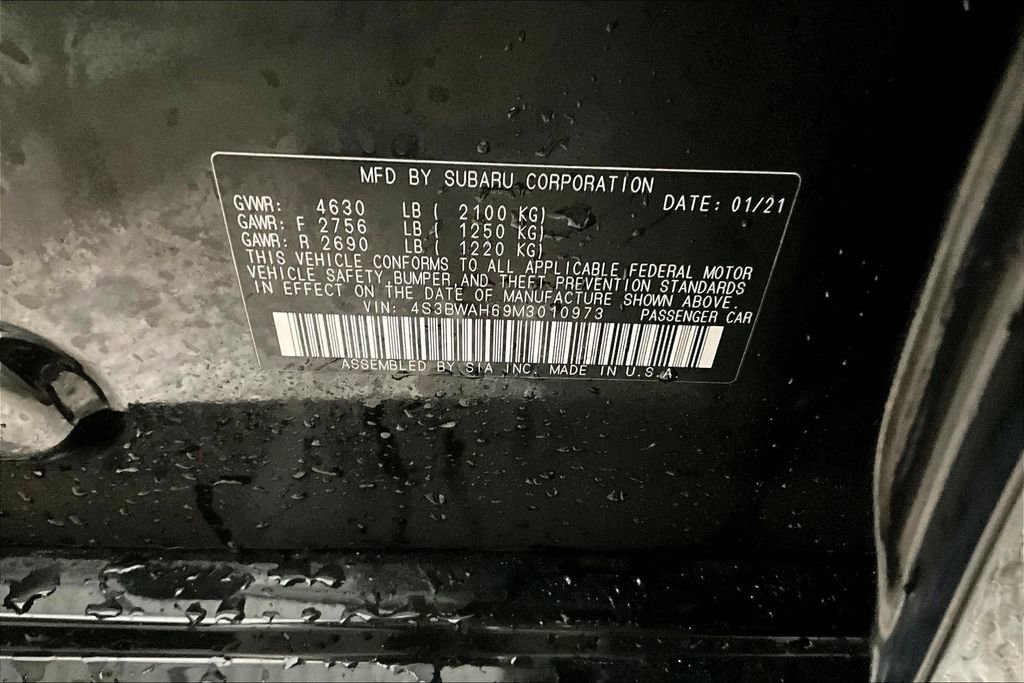 MFD BY SUBARU CORPORATION
DATE: 01/21
GVWR: 4630 LB ( 2100 KG)
GAWR: F 2756 LB ( 1250 KG)
GAWR: R 2690 LB ( 1220 KG)
THIS VEHICLE CONFORMS TO ALL APPLICABLE FEDERAL MOTOR
VEHICLE SAFETY, BUMPER, AND THEFT PREVENTION STANDARDS
IN EFFECT ON THE DATE OF MANUFACTURE SHOWN ABOVE.
VIN: 4S3BWAH69M3010973 PASSENGER CAR
ASSEMBLED BY SIA INC. MADE IN U.S.A